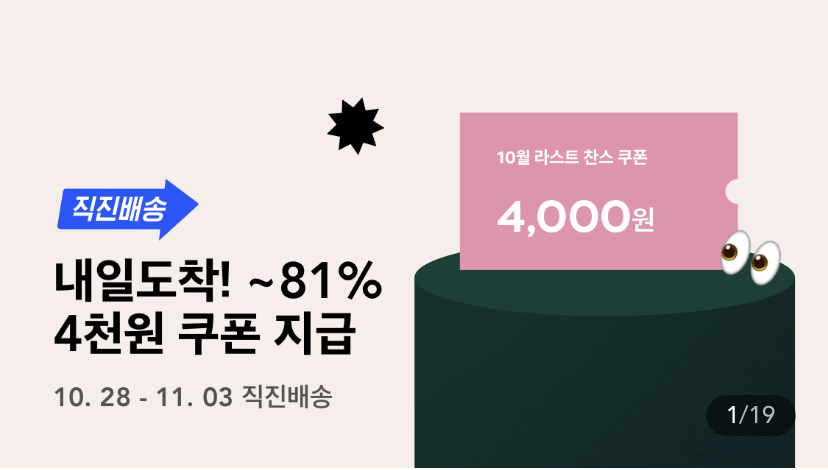 직진배송
내일도착! ~81%
4천원 쿠폰 지급
10. 28 - 11. 03 직진배송
10월 라스트 찬스 쿠폰
4,000원
1/19